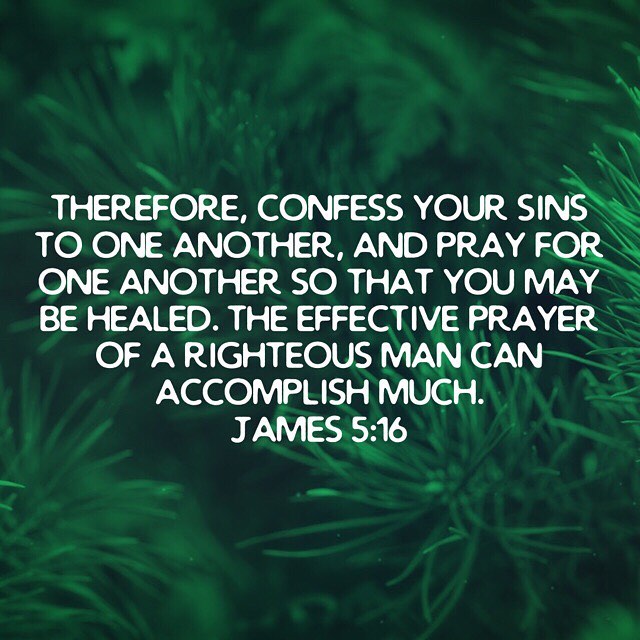 THEREFORE, CONFESS YOUR SINS
TO ONE ANOTHER, AND PRAY FOR
ONE ANOTHER SO THAT YOU MAY
BE HEALED. THE EFFECTIVE PRAYER
OF A RIGHTEOUS MAN CAN
ACCOMPLISH MUCH.
JAMES 5:16